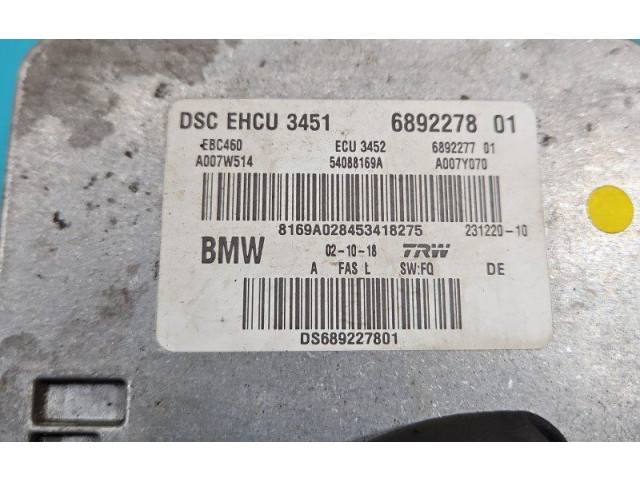 DSC EHCU 3451 6892278 01
-EBC460 ECU 3452 6892277 01
A007W514 54088169A A007Y070
8169A028453418275 231220-10
BMW 02-10-18 TRW
A FAS L SW:FQ DE
DS689227801